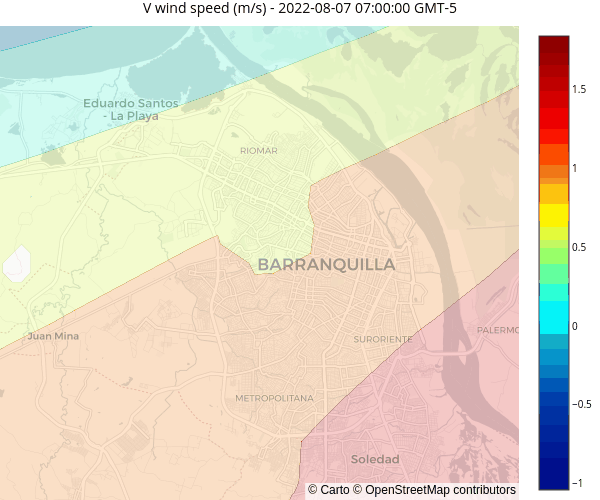 V wind speed (m/s) - 2022-08-07 07:00:00 GMT-5
Eduardo Santos
- La Playa
RIOMAR
BARRANQUILLA
Juan Mina
SURORIENTE
PALERMO
METROPOLITANA
Soledad
© Carto © OpenStreetMap contributors
1.5
1
0.5
0
−0.5
−1